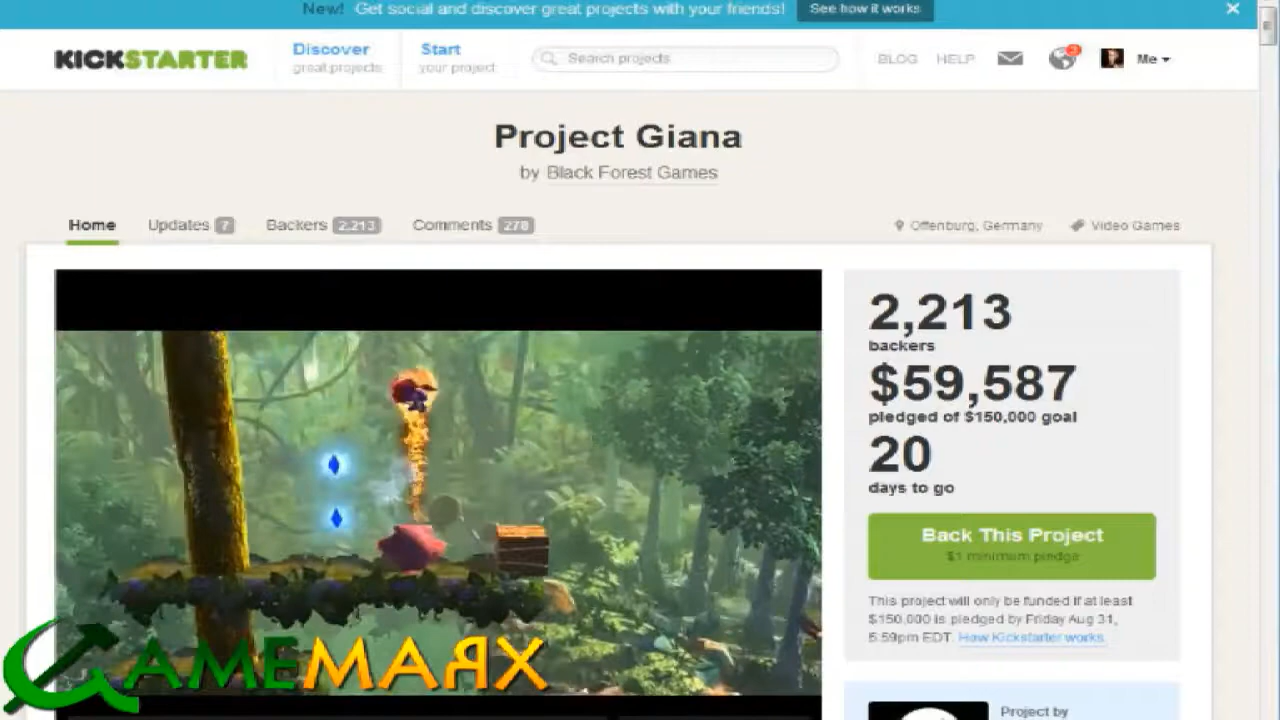 New! Get social and discover great projects with your friends! See how it works
KICKSTARTER
Discover
great projects
Start
your project
Search projects
BLOG HELP
3
Me
Project Giana
by Black Forest Games
Home Updates 7 Backers 2,213 Comments 278
Offenburg, Germany Video Games
2,213
backers
$59,587
pledged of $150,000 goal
20
days to go
Back This Project
$1 minimum pledge
This project will only be funded if at least
$150,000 is pledged by Friday Aug 31,
5:59pm EDT. How Kickstarter works.
GAMEMARX
Project by